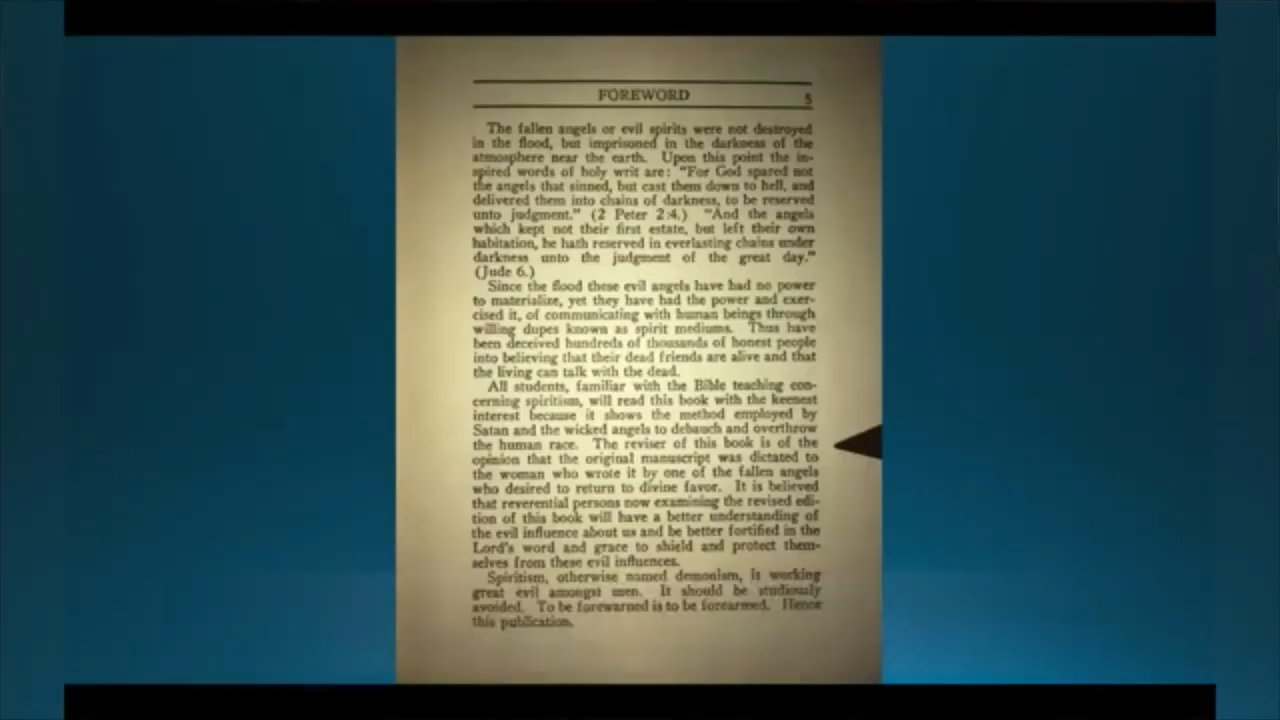 FOREWORD 5
The fallen angels or evil spirits were not destroyed
in the flood, but imprisoned in the darkness of the
atmosphere near the earth. Upon this point the in-
spired words of holy writ are: "For God spared not
the angels that sinned, but cast them down to hell, and
delivered them into chains of darkness, to be reserved
unto judgment." (2 Peter 2:4.) "And the angels
which kept not their first estate, but left their own
habitation, he hath reserved in everlasting chains under
darkness unto the judgment of the great day."
(Jude 6.)
Since the flood these evil angels have had no power
to materialize, yet they have had the power and exer-
cised it, of communicating with human beings through
willing dupes known as spirit mediums. Thus have
been deceived hundreds of thousands of honest people
into believing that their dead friends are alive and that
the living can talk with the dead.
All students, familiar with the Bible teaching con-
cerning spiritism, will read this book with the keenest
interest because it shows the method employed by
Satan and the wicked angels to debauch and overthrow
the human race. The reviser of this book is of the
opinion that the original manuscript was dictated to
the woman who wrote it by one of the fallen angels
who desired to return to divine favor. It is believed
that reverential persons now examining the revised edi-
tion of this book will have a better understanding of
the evil influence about us and be better fortified in the
Lord's word and grace to shield and protect them-
selves from these evil influences.
Spiritism, otherwise named demonism, is working
great evil amongst men. It should be studiously
avoided. To be forewarned is to be forearmed. Hence
this publication.